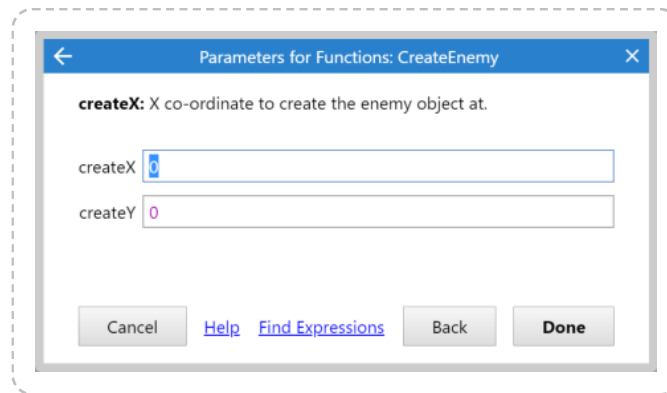 Parameters for Functions: CreateEnemy
createX: X co-ordinate to create the enemy object at.
createX 0
createY 0
Cancel Help Find Expressions Back Done